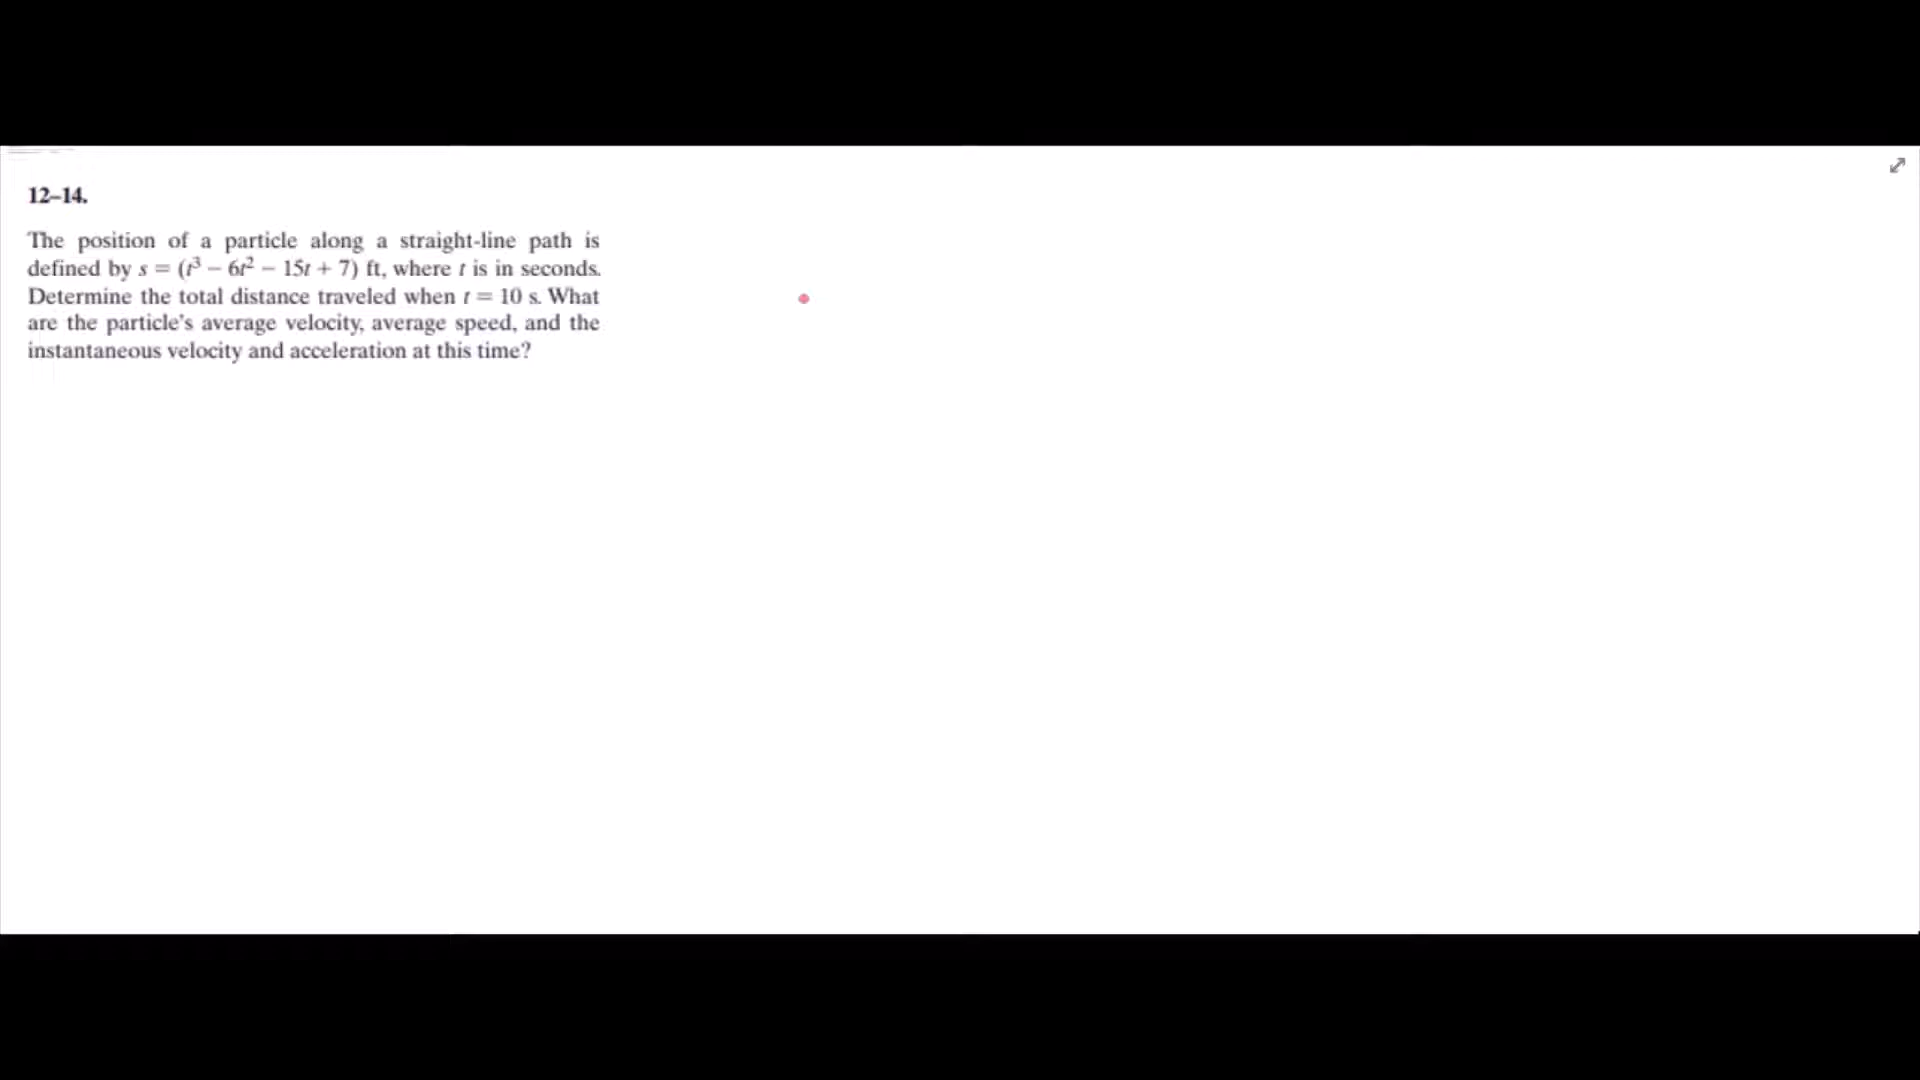 12–14.
The position of a particle along a straight-line path is
defined by s = (t³ − 6t² − 15t + 7) ft, where t is in seconds.
Determine the total distance traveled when t = 10 s. What
are the particle's average velocity, average speed, and the
instantaneous velocity and acceleration at this time?